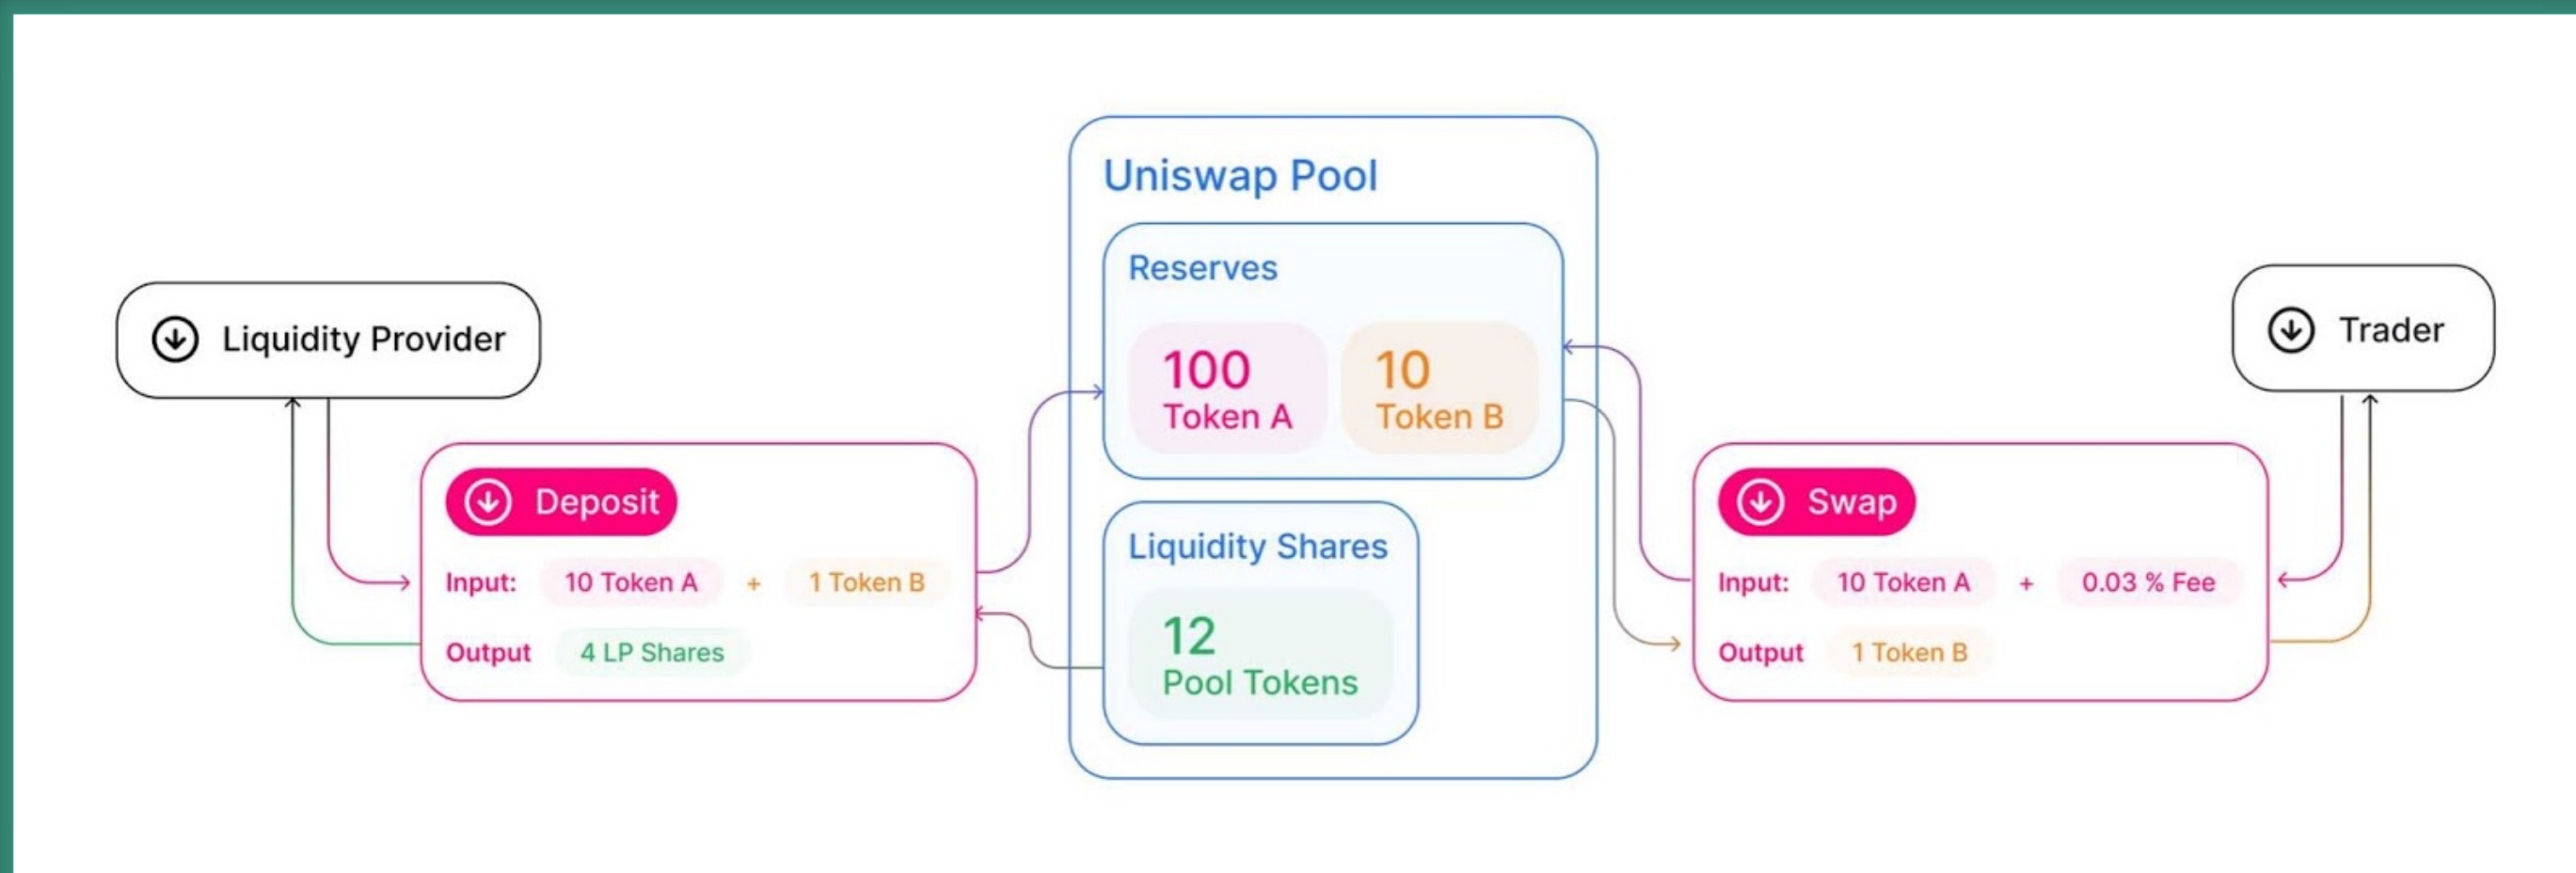 Uniswap Pool
Reserves
100
Token A
10
Token B
Liquidity Shares
12
Pool Tokens
Liquidity Provider
Deposit
Input: 10 Token A + 1 Token B
Output 4 LP Shares
Trader
Swap
Input: 10 Token A + 0.03 % Fee
Output 1 Token B